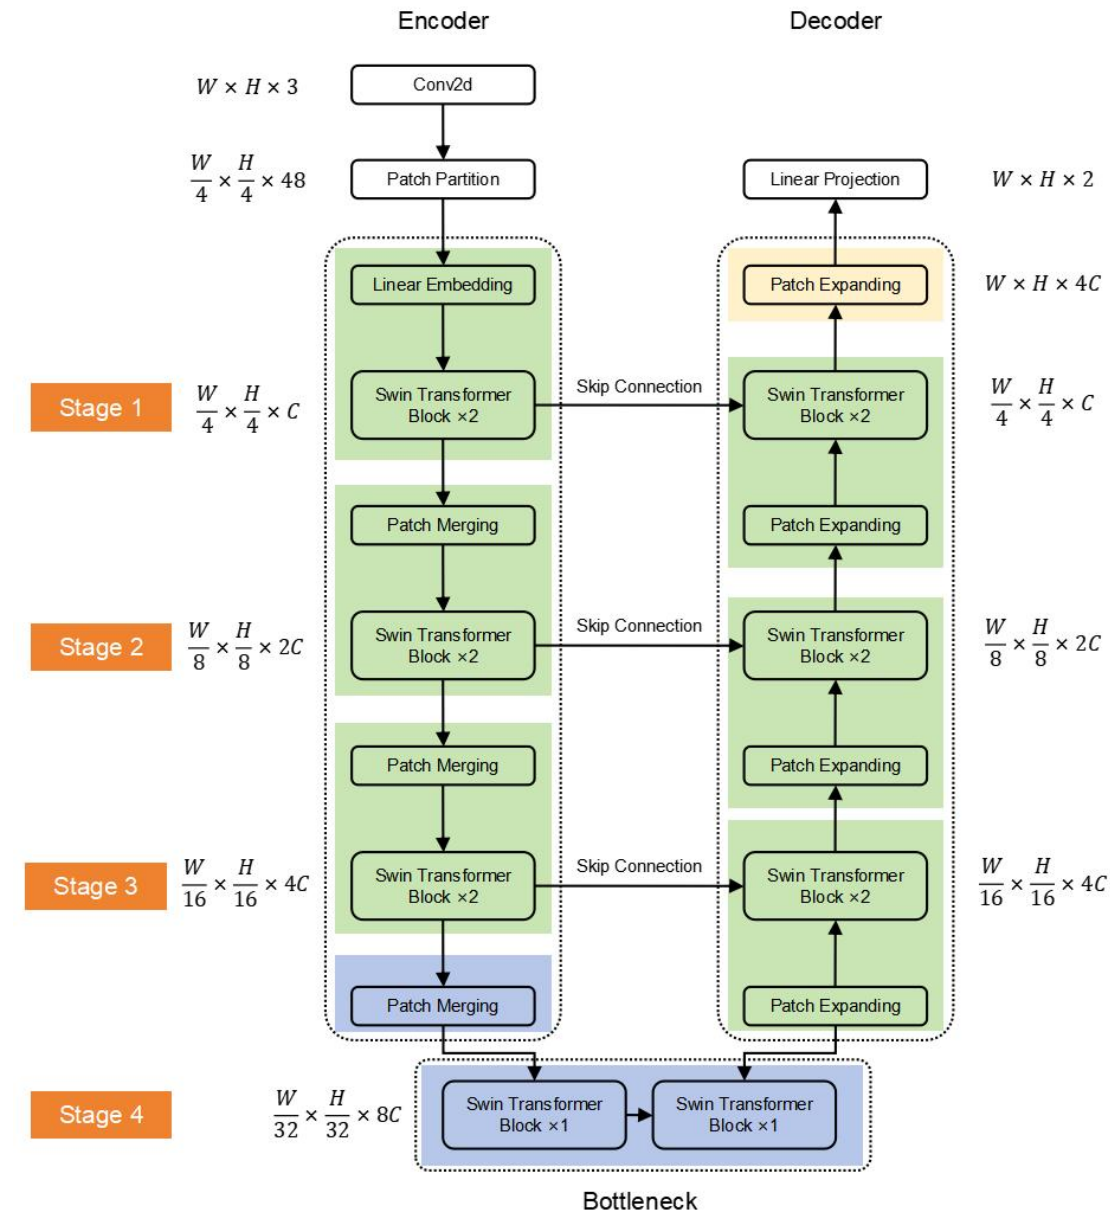 Encoder
Decoder
W × H × 3
Conv2d
W/4 × H/4 × 48
Patch Partition
Linear Projection
W × H × 2
Linear Embedding
Patch Expanding
W × H × 4C
Stage 1
W/4 × H/4 × C
Swin Transformer
Block ×2
Skip Connection
Swin Transformer
Block ×2
W/4 × H/4 × C
Patch Merging
Patch Expanding
Stage 2
W/8 × H/8 × 2C
Swin Transformer
Block ×2
Skip Connection
Swin Transformer
Block ×2
W/8 × H/8 × 2C
Patch Merging
Patch Expanding
Stage 3
W/16 × H/16 × 4C
Swin Transformer
Block ×2
Skip Connection
Swin Transformer
Block ×2
W/16 × H/16 × 4C
Patch Merging
Patch Expanding
Stage 4
W/32 × H/32 × 8C
Swin Transformer
Block ×1
Swin Transformer
Block ×1
Bottleneck